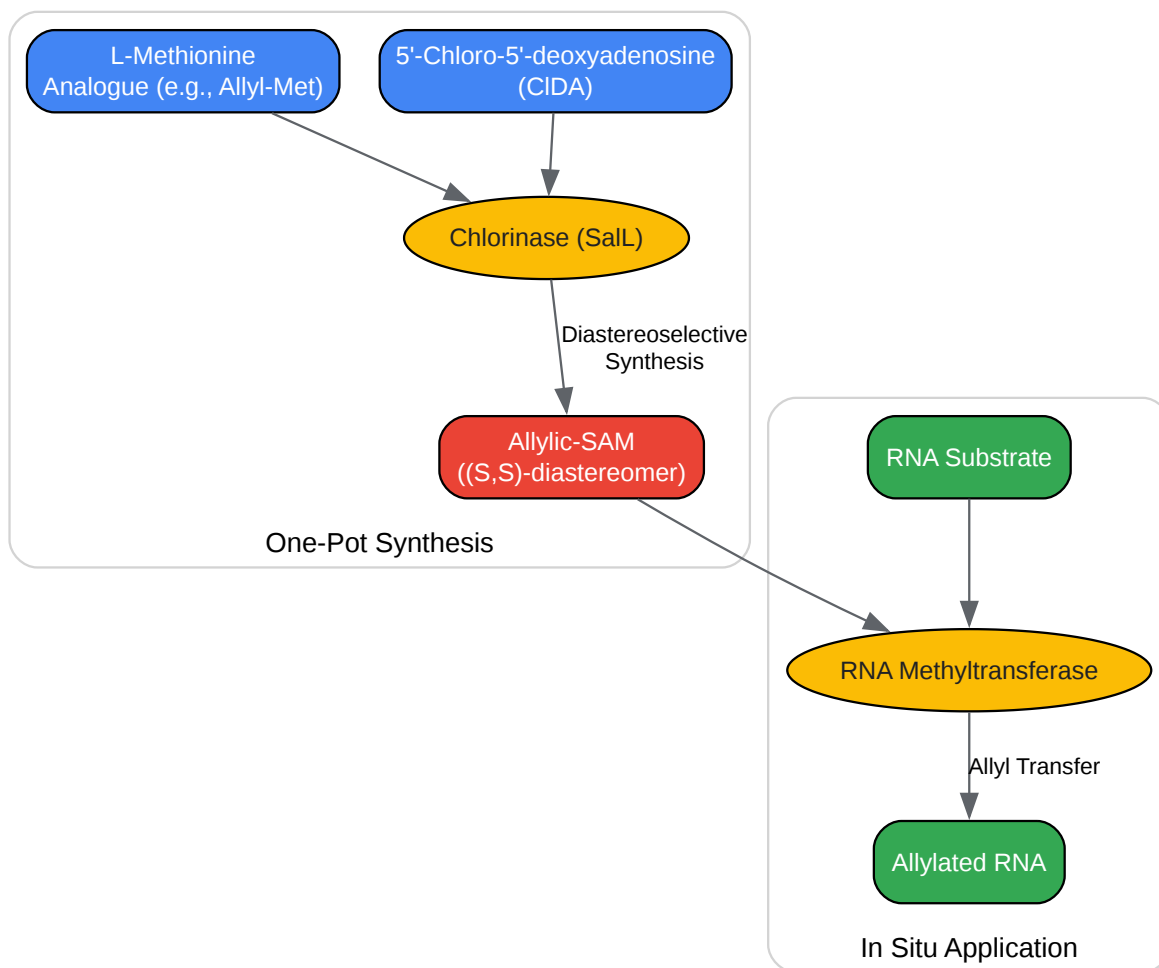 L-Methionine
Analogue (e.g., Allyl-Met)
5'-Chloro-5'-deoxyadenosine
(ClDA)
Chlorinase (SalL)
Diastereoselective
Synthesis
Allylic-SAM
((S,S)-diastereomer)
One-Pot Synthesis
RNA Substrate
RNA Methyltransferase
Allyl Transfer
Allylated RNA
In Situ Application